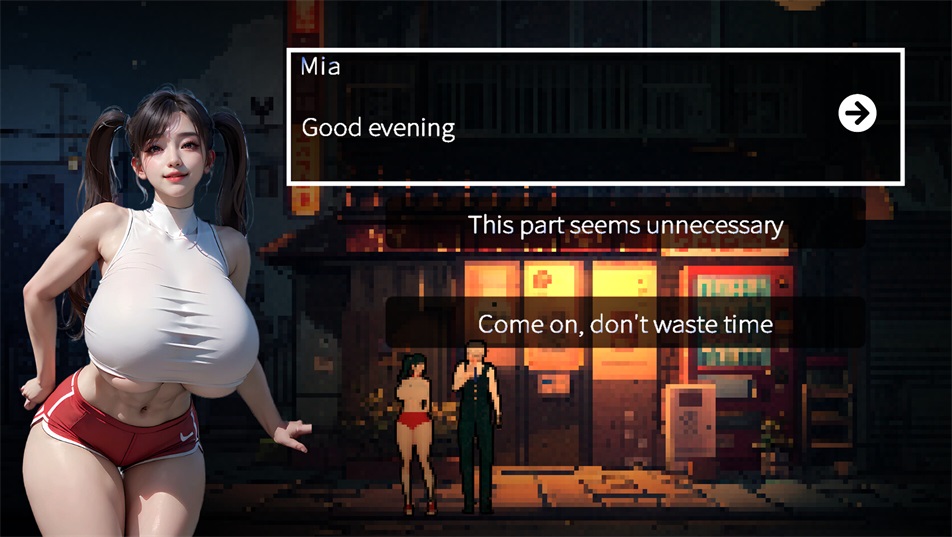 Mia
Good evening
This part seems unnecessary
Come on, don't waste time